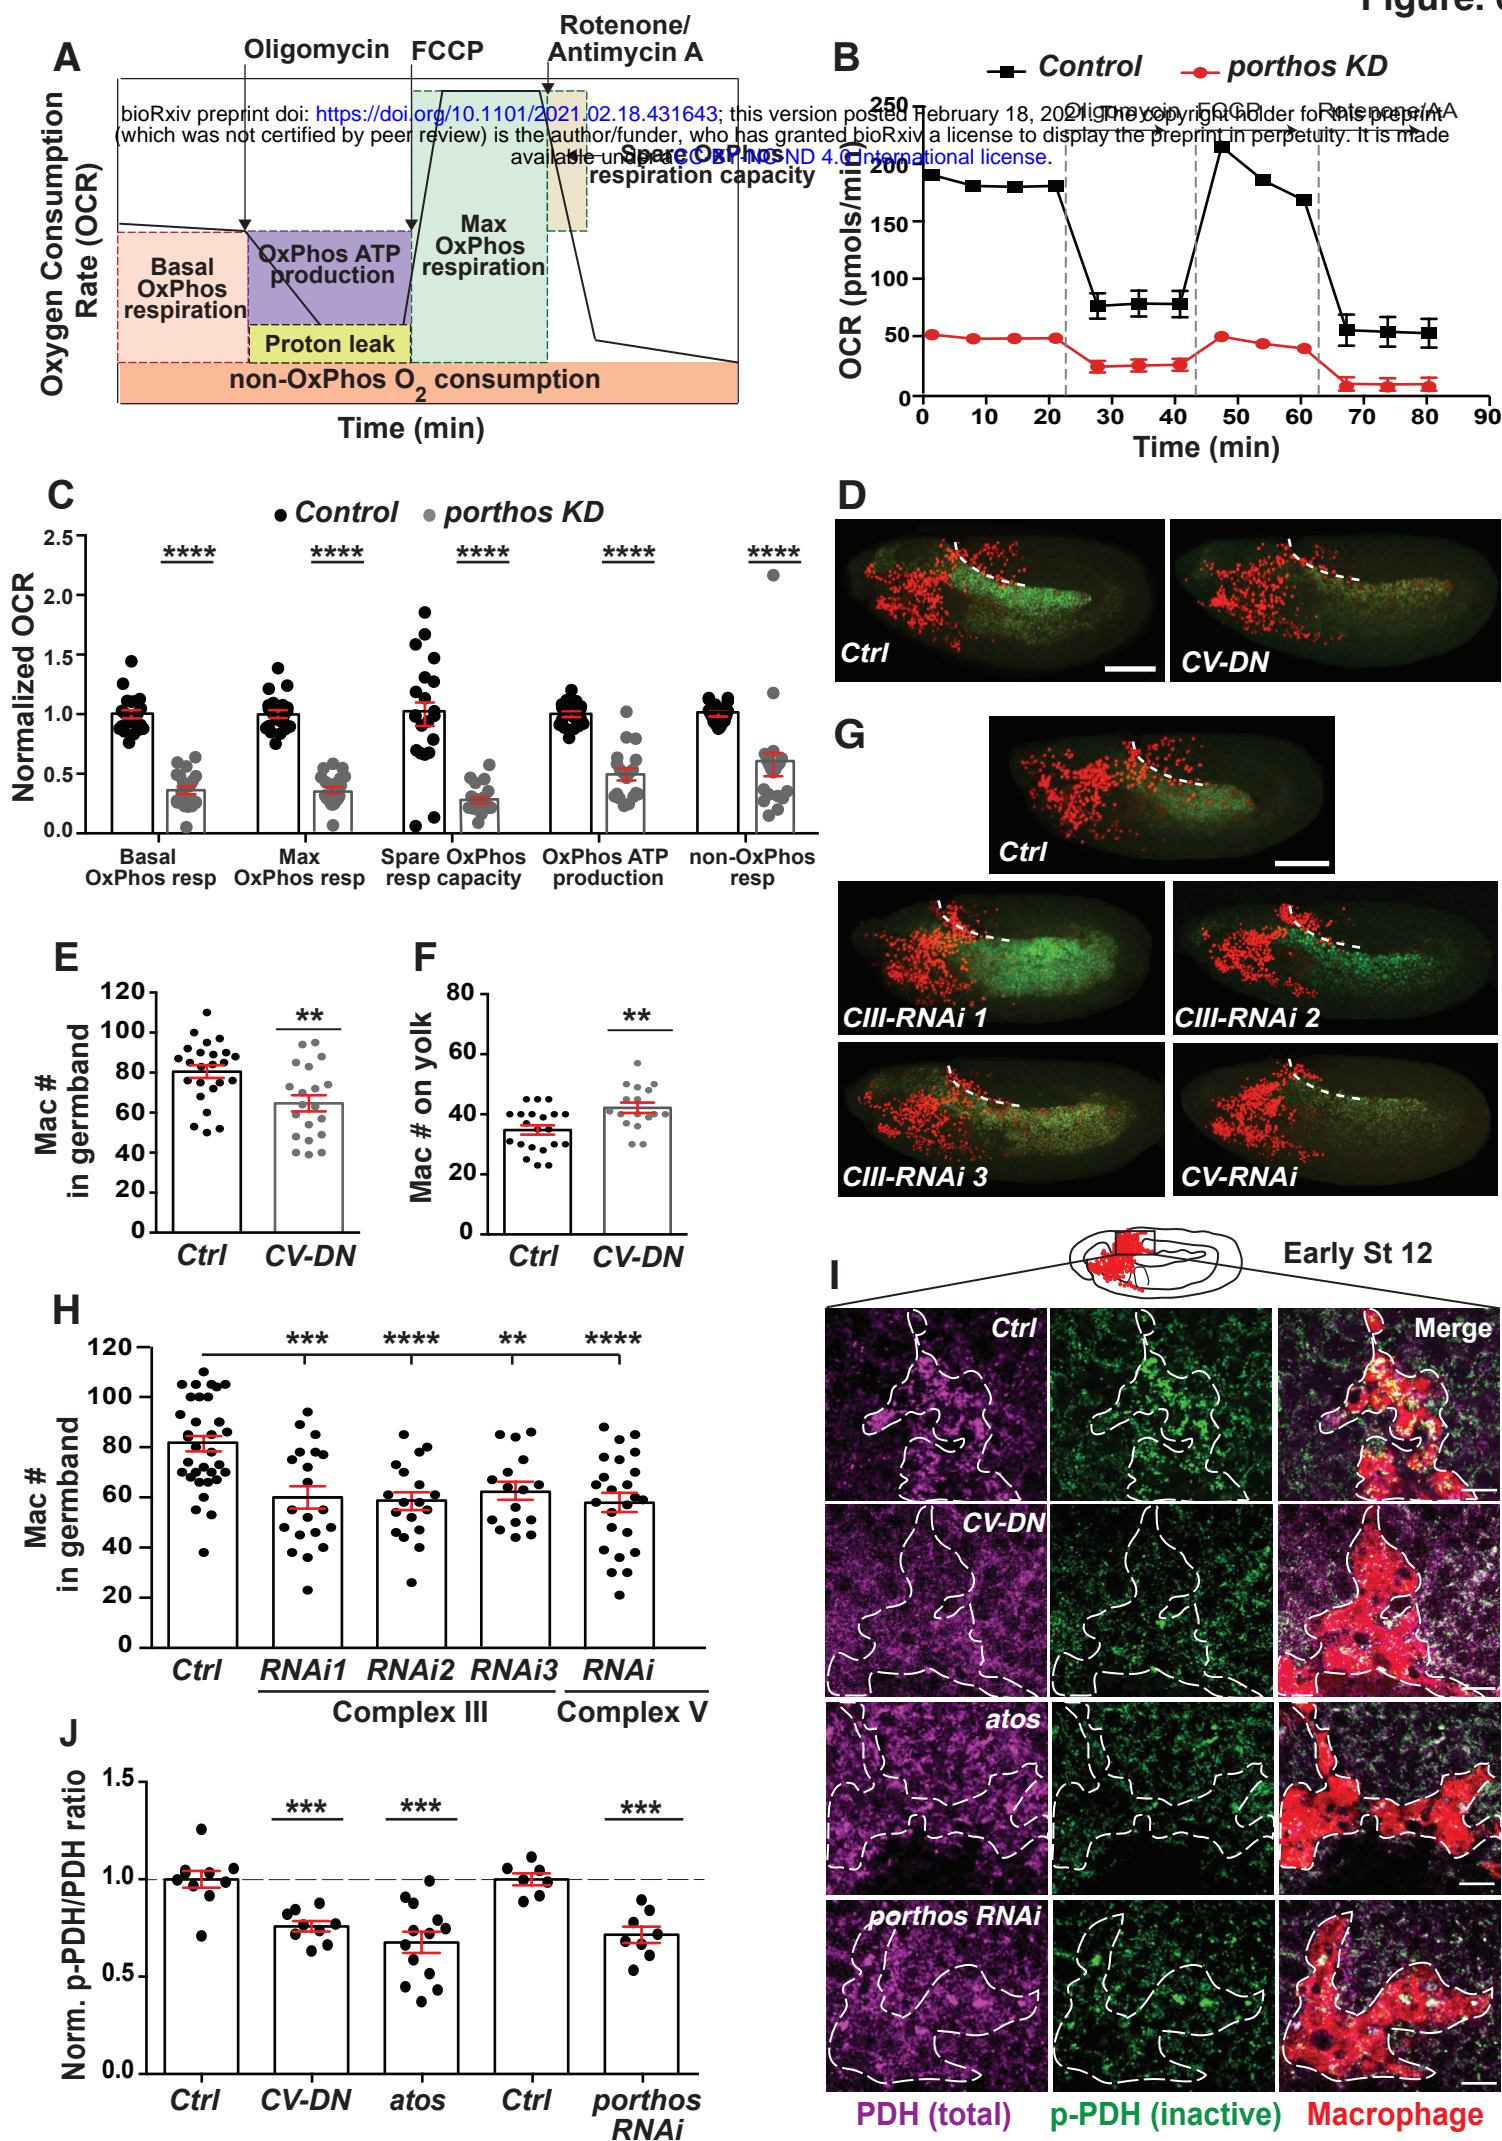 Figure. 6
A
Oligomycin
FCCP
Rotenone/
Antimycin A
Oxygen Consumption
Rate (OCR)
Basal
OxPhos
respiration
OxPhos ATP
production
Proton leak
Max
OxPhos
respiration
Spare OxPhos
respiration capacity
non-OxPhos O2 consumption
Time (min)
bioRxiv preprint doi: https://doi.org/10.1101/2021.02.18.431643; this version posted February 18, 2021. The copyright holder for this preprint
(which was not certified by peer review) is the author/funder, who has granted bioRxiv a license to display the preprint in perpetuity. It is made
available under aCC-BY-NC-ND 4.0 International license.
B
Control
porthos KD
Oligomycin
FCCP
Rotenone/AA
OCR (pmols/min)
250
200
150
100
50
0
0 10 20 30 40 50 60 70 80 90
Time (min)
C
Control
porthos KD
Normalized OCR
2.5
2.0
1.5
1.0
0.5
0.0
**** **** **** **** ****
Basal
OxPhos resp
Max
OxPhos resp
Spare OxPhos
resp capacity
OxPhos ATP
production
non-OxPhos
resp
D
Ctrl
CV-DN
E
Mac #
in germband
120
100
80
60
40
20
0
**
Ctrl
CV-DN
F
Mac # on yolk
80
60
40
20
0
**
Ctrl
CV-DN
G
Ctrl
CIII-RNAi 1
CIII-RNAi 2
CIII-RNAi 3
CV-RNAi
H
Mac #
in germband
120
100
80
60
40
20
0
*** **** ** ****
Ctrl RNAi1 RNAi2 RNAi3 RNAi
Complex III
Complex V
I
Early St 12
Ctrl
Merge
CV-DN
atos
porthos RNAi
PDH (total)
p-PDH (inactive)
Macrophage
J
Norm. p-PDH/PDH ratio
1.5
1.0
0.5
0.0
*** *** ***
Ctrl CV-DN atos Ctrl porthos
RNAi